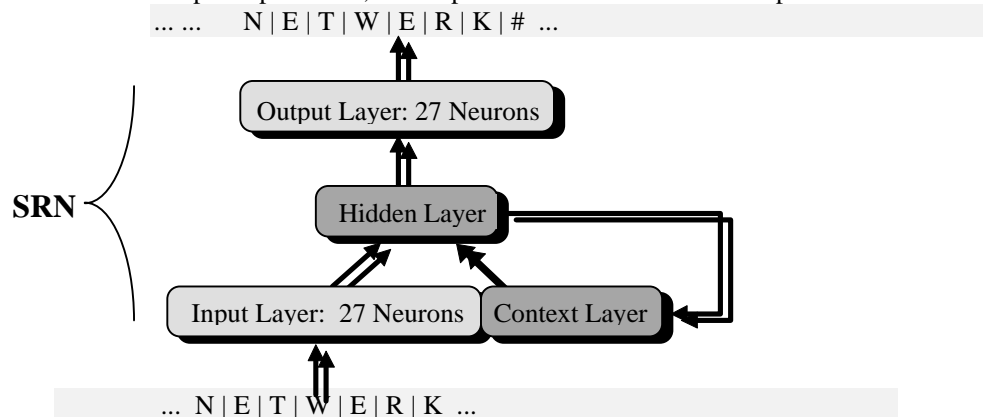 ... ... N | E | T | W | E | R | K | # ...
Output Layer: 27 Neurons
SRN
Hidden Layer
Input Layer: 27 Neurons
Context Layer
... N | E | T | W | E | R | K ...